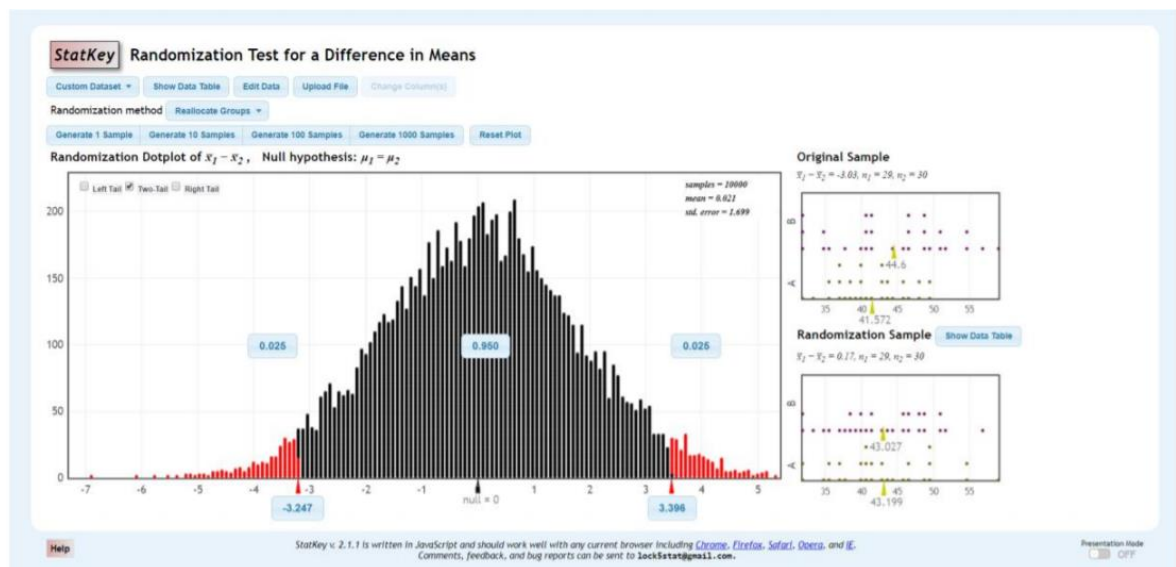 StatKey Randomization Test for a Difference in Means
Custom Dataset Show Data Table Edit Data Upload File Change Column(s)
Randomization method Reallocate Groups
Generate 1 Sample Generate 10 Samples Generate 100 Samples Generate 1000 Samples Reset Plot
Randomization Dotplot of x̄₁ − x̄₂ , Null hypothesis: μ₁ = μ₂
Left Tail Two-Tail Right Tail
samples = 10000
mean = 0.021
std. error = 1.699
200
150
100
50
0
0.025 0.950 0.025
-7 -6 -5 -4 -3 -2 -1 1 2 3 4 5
null = 0
-3.247 3.396
Original Sample
x̄₁ − x̄₂ = -3.03, n₁ = 29, n₂ = 30
B
44.6
A
35 40 45 50 55
41.572
Randomization Sample Show Data Table
x̄₁ − x̄₂ = 0.17, n₁ = 29, n₂ = 30
B
43.027
A
35 40 45 50 55
43.199
Help
StatKey v. 2.1.1 is written in JavaScript and should work well with any current browser including Chrome, Firefox, Safari, Opera, and IE.
Comments, feedback, and bug reports can be sent to lock5stat@gmail.com.
Presentation Mode
OFF